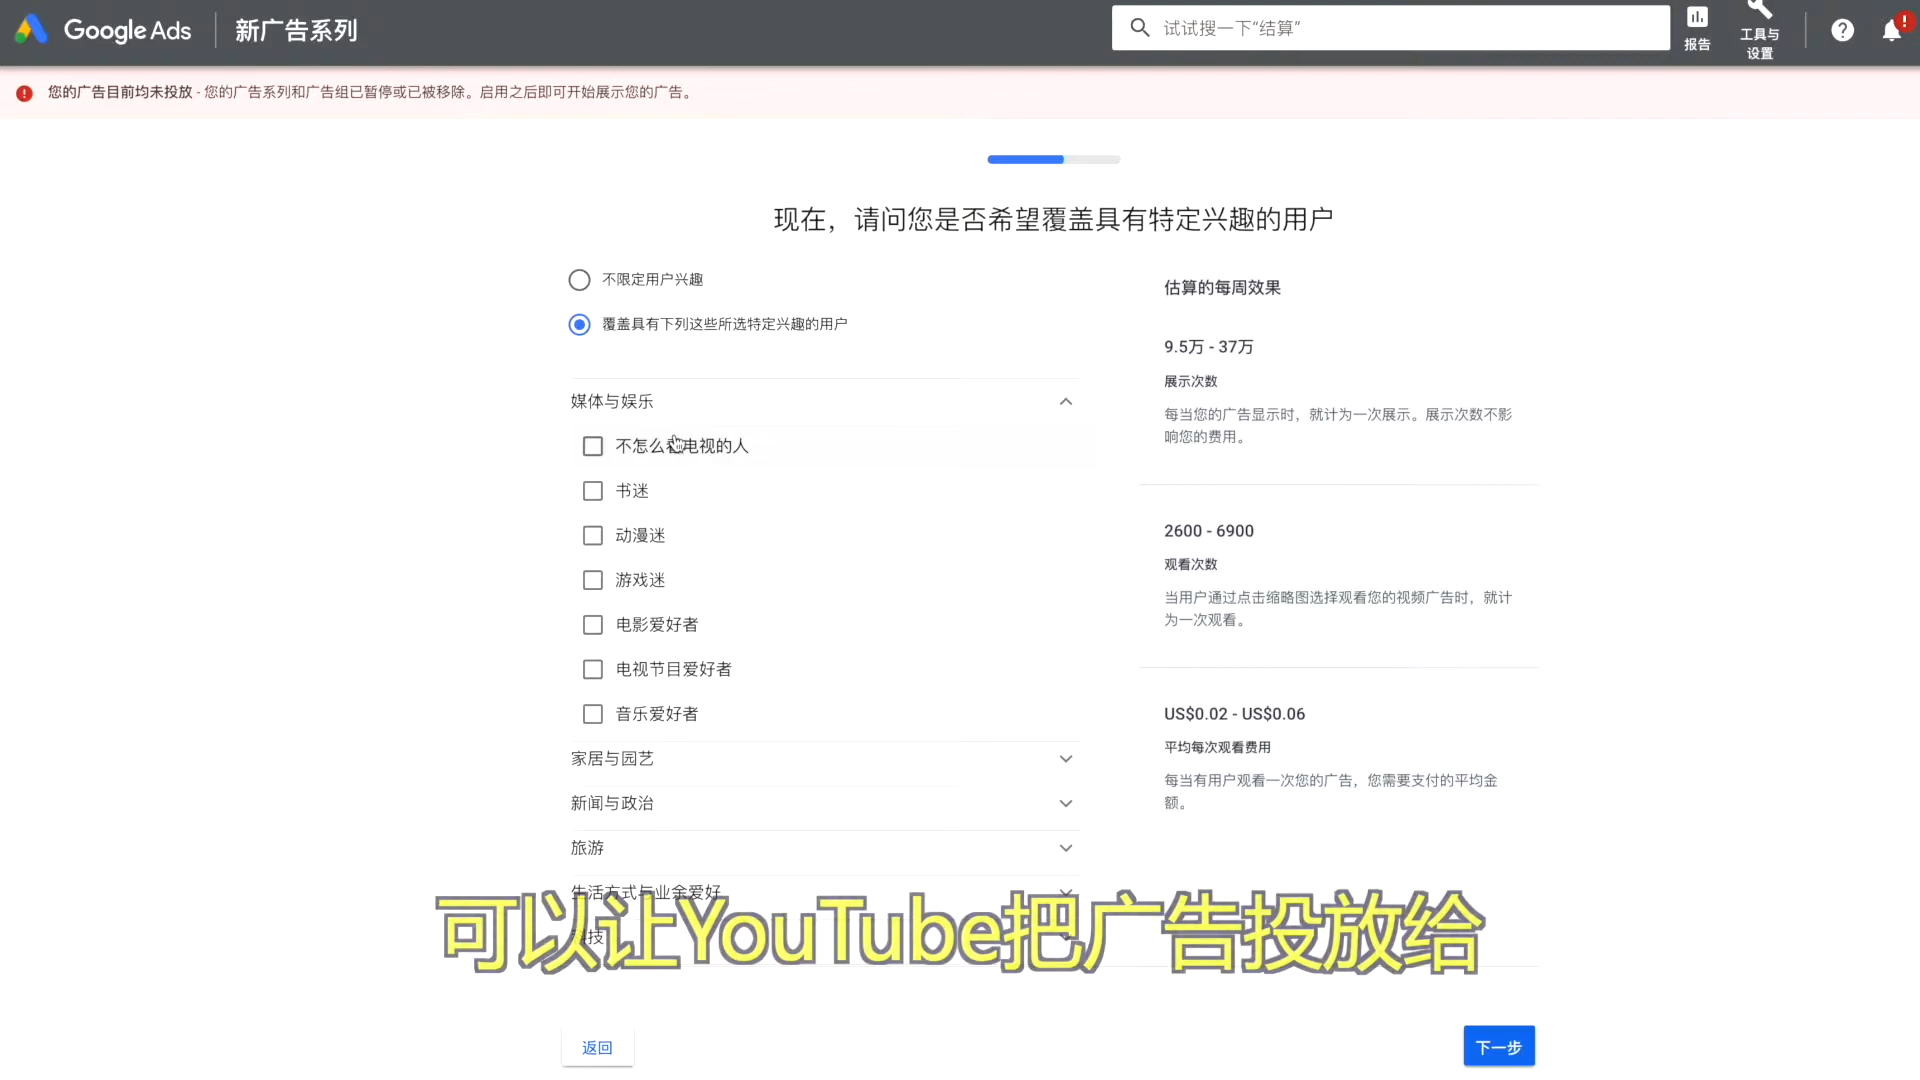 Google Ads
新广告系列
试试搜一下“结算”
报告
工具与
设置
您的广告目前均未投放 - 您的广告系列和广告组已暂停或已被移除。启用之后即可开始展示您的广告。
现在，请问您是否希望覆盖具有特定兴趣的用户
不限定用户兴趣
覆盖具有下列这些所选特定兴趣的用户
媒体与娱乐
不怎么看电视的人
书迷
动漫迷
游戏迷
电影爱好者
电视节目爱好者
音乐爱好者
家居与园艺
新闻与政治
旅游
生活方式与业余爱好
科技
估算的每周效果
9.5万 - 37万
展示次数
每当您的广告显示时，就计为一次展示。展示次数不影
响您的费用。
2600 - 6900
观看次数
当用户通过点击缩略图选择观看您的视频广告时，就计
为一次观看。
US$0.02 - US$0.06
平均每次观看费用
每当有用户观看一次您的广告，您需要支付的平均金
额。
可以让YouTube把广告投放给
返回
下一步